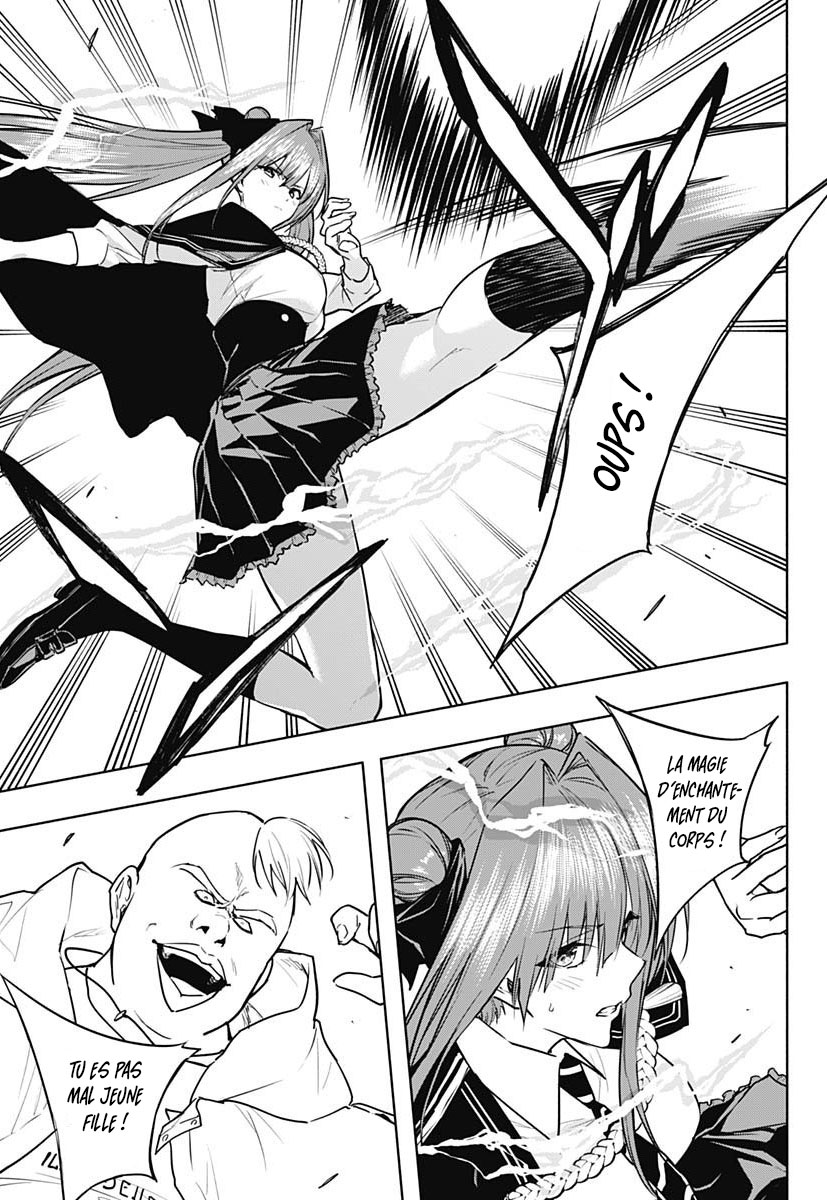 OUPS !
LA MAGIE
D'ENCHANTE-
MENT DU
CORPS !
TU ES PAS
MAL JEUNE
FILLE !